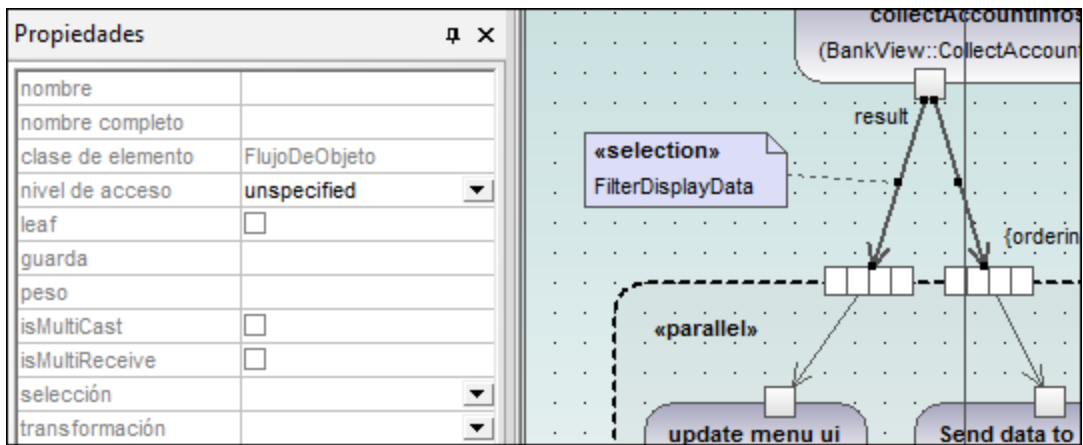 Propiedades
nombre
nombre completo
clase de elemento FlujoDeObjeto
nivel de acceso unspecified
leaf
guarda
peso
isMultiCast
isMultiReceive
selección
transformación
collectAccountInfos
(BankView::CollectAccount
result
«selection»
FilterDisplayData
{orderin
«parallel»
update menu ui
Send data to